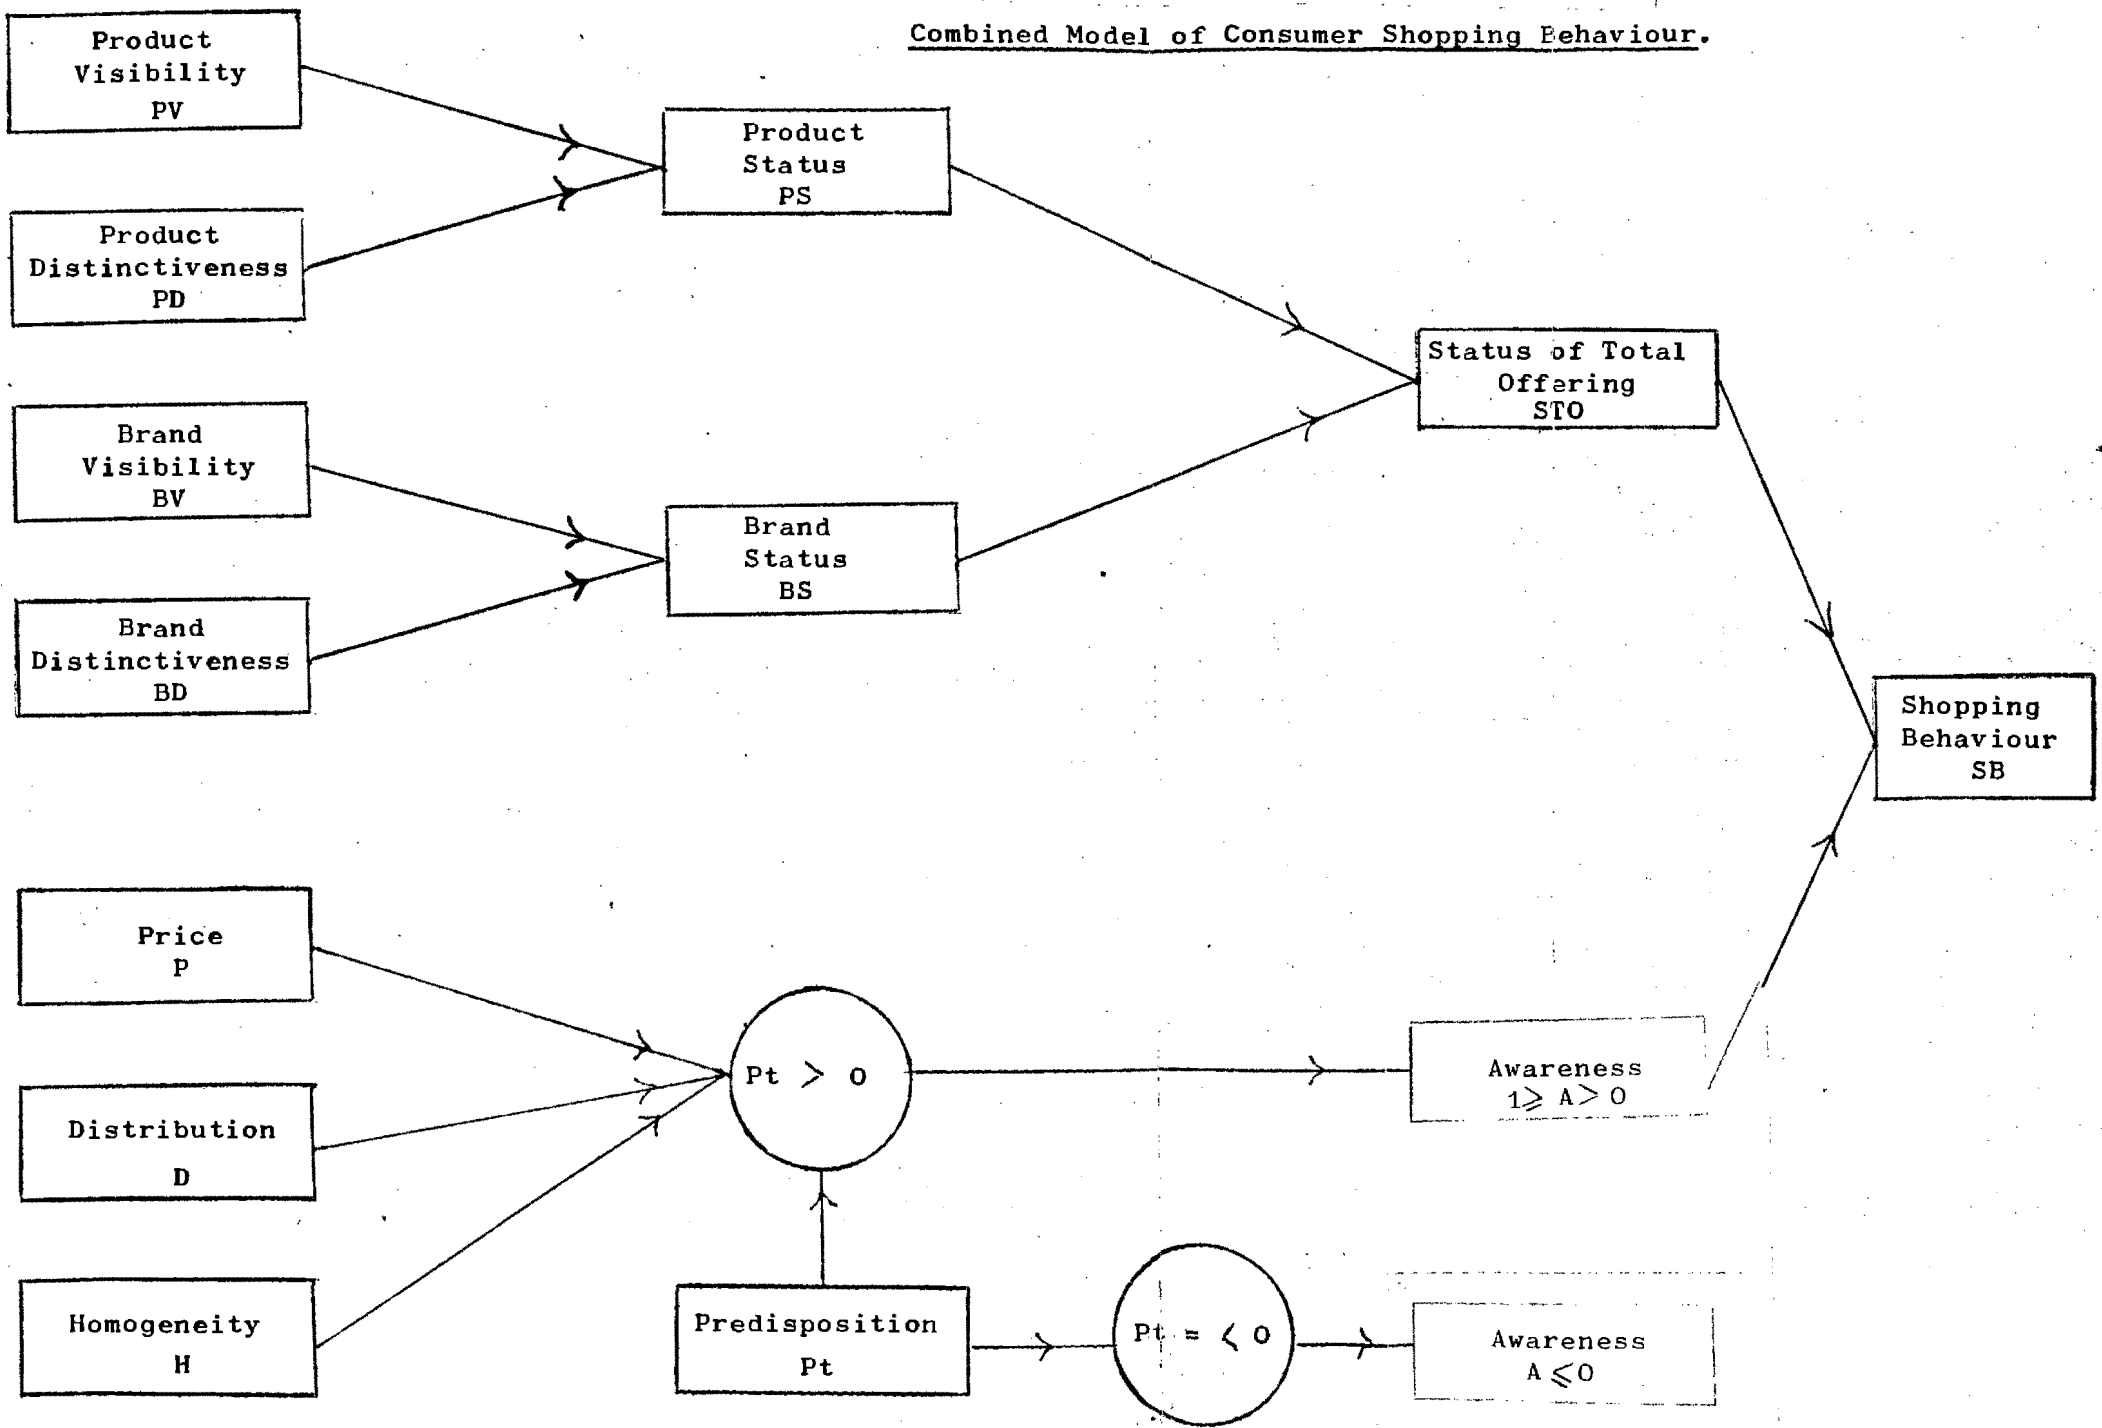 Combined Model of Consumer Shopping Behaviour.
Product
Visibility
PV
Product
Distinctiveness
PD
Brand
Visibility
BV
Brand
Distinctiveness
BD
Product
Status
PS
Brand
Status
BS
Status of Total
Offering
STO
Shopping
Behaviour
SB
Price
P
Distribution
D
Homogeneity
H
Pt > 0
Predisposition
Pt
Pt = < 0
Awareness
1⩾ A > 0
Awareness
A ⩽ 0